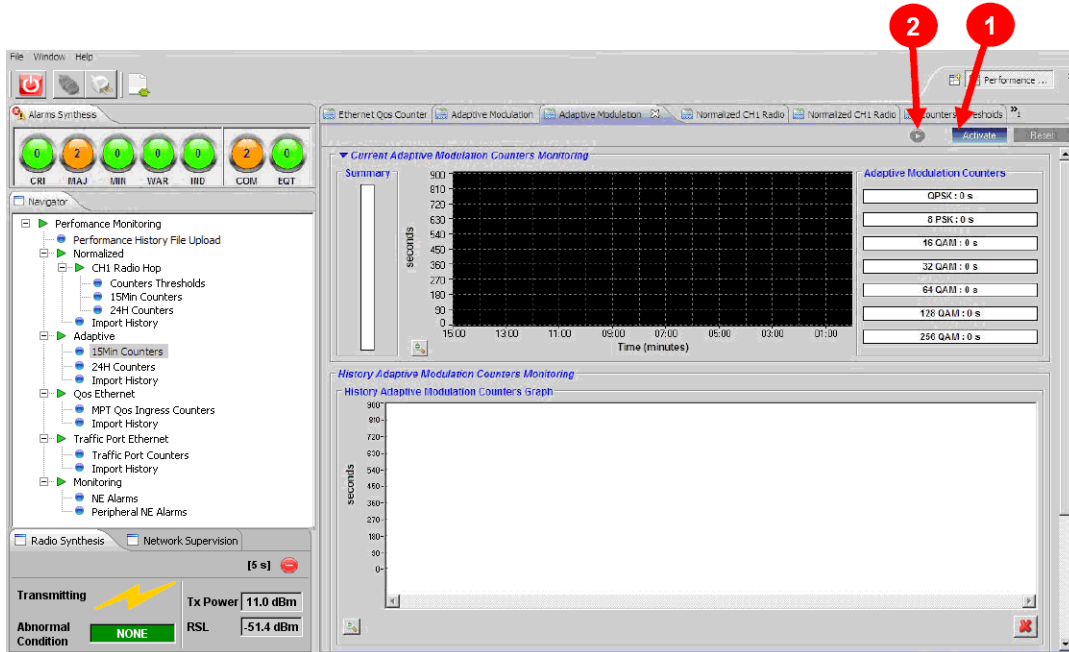 2 1
File Window Help
Performance ...
Alarms Synthesis
0 2 0 0 0 2 0
CRI MAJ MIN WAR IND COM EQT
Navigator
Perfomance Monitoring
Performance History File Upload
Normalized
CH1 Radio Hop
Counters Thresholds
15Min Counters
24H Counters
Import History
Adaptive
15Min Counters
24H Counters
Import History
Qos Ethernet
MPT Qos Ingress Counters
Import History
Traffic Port Ethernet
Traffic Port Counters
Import History
Monitoring
NE Alarms
Peripheral NE Alarms
Radio Synthesis Network Supervision
[5 s]
Transmitting
Tx Power 11.0 dBm
Abnormal
Condition
NONE
RSL -51.4 dBm
Ethernet Qos Counter Adaptive Modulation Adaptive Modulation Normalized CH1 Radio Normalized CH1 Radio Counters Thresholds
Activate Reset
Current Adaptive Modulation Counters Monitoring
Summary
900
810
720
630
540
450
360
270
180
90
0
seconds
15:00 13:00 11:00 09:00 07:00 05:00 03:00 01:00
Time (minutes)
Adaptive Modulation Counters
QPSK : 0 s
8 PSK : 0 s
16 QAM : 0 s
32 QAM : 0 s
64 QAM : 0 s
128 QAM : 0 s
256 QAM : 0 s
History Adaptive Modulation Counters Monitoring
History Adaptive Modulation Counters Graph
900-
810-
720-
630-
540-
450-
360-
270-
180-
90-
0-
seconds